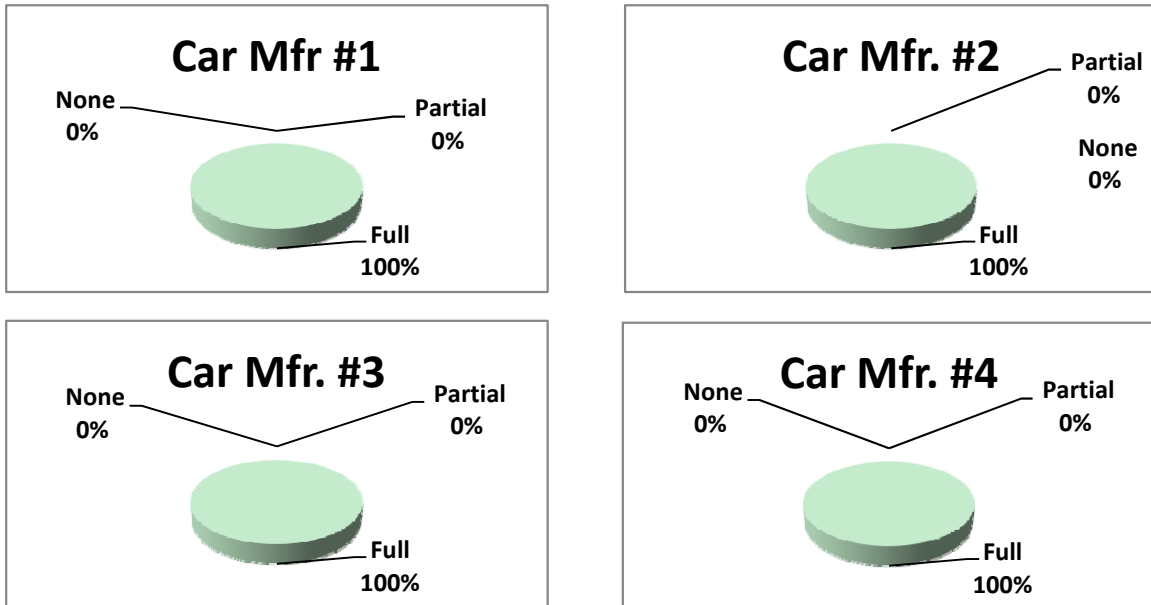 Car Mfr #1
None
0%
Partial
0%
Full
100%
Car Mfr. #2
Partial
0%
None
0%
Full
100%
Car Mfr. #3
None
0%
Partial
0%
Full
100%
Car Mfr. #4
None
0%
Partial
0%
Full
100%